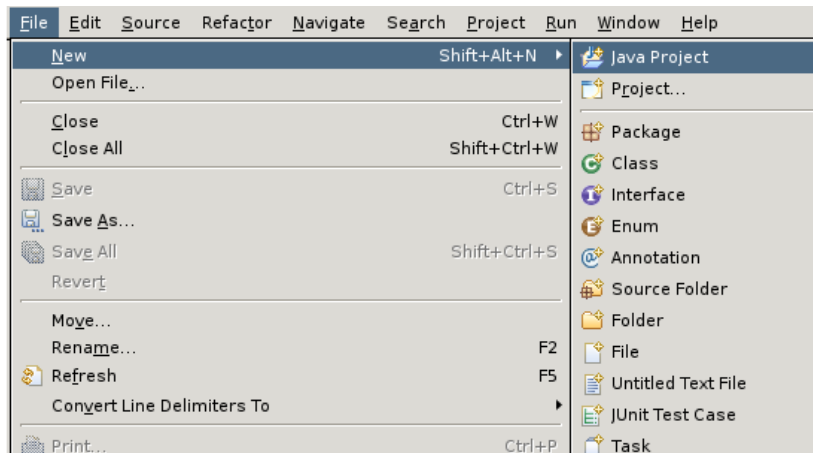 File Edit Source Refactor Navigate Search Project Run Window Help
New Shift+Alt+N
Open File...
Close Ctrl+W
Close All Shift+Ctrl+W
Save Ctrl+S
Save As...
Save All Shift+Ctrl+S
Revert
Move...
Rename... F2
Refresh F5
Convert Line Delimiters To
Print... Ctrl+P
Java Project
Project...
Package
Class
Interface
Enum
Annotation
Source Folder
Folder
File
Untitled Text File
JUnit Test Case
Task